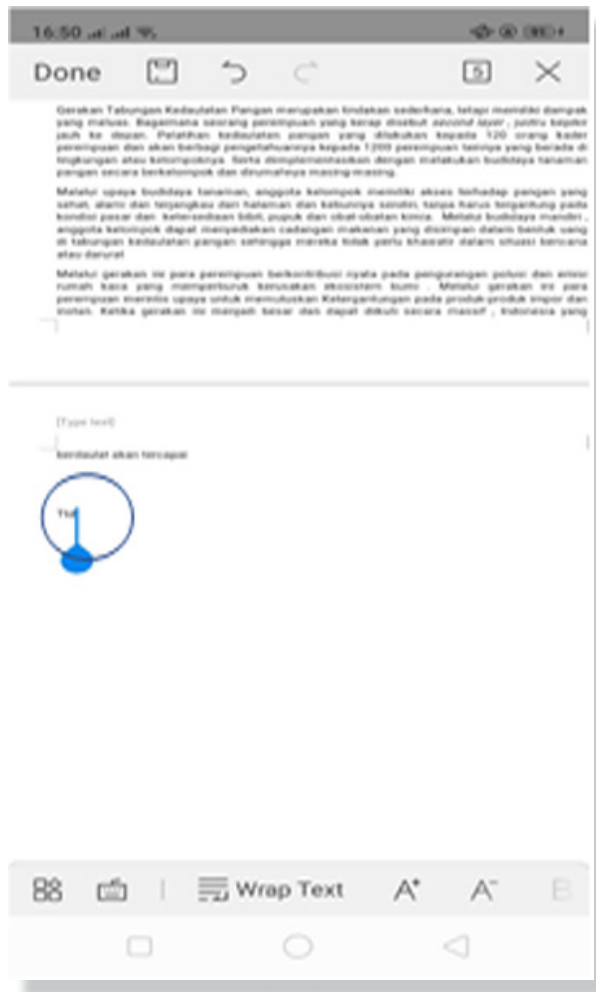 16:50
Done 5
Gerakan Tabungan Kedaulatan Pangan merupakan tindakan sederhana, tetapi memiliki dampak
yang meluas. Bagaimana seorang perempuan yang kerap disebut second layer , justru berpikir
jauh ke depan. Pelatihan kedaulatan pangan yang dilakukan kepada 120 orang kader
perempuan dan akan berbagi pengetahuannya kepada 1200 perempuan lainnya yang berada di
lingkungan atau kelompoknya. Serta diimplementasikan dengan melakukan budidaya tanaman
pangan secara berkelompok dan dirumahnya masing-masing.
Melalui upaya budidaya tanaman, anggota kelompok memiliki akses terhadap pangan yang
sehat, alami dan terjangkau dari halaman dan kebunnya sendiri, tanpa harus tergantung pada
kondisi pasar dan ketersediaan bibit, pupuk dan obat-obatan kimia. Melalui budidaya mandiri ,
anggota kelompok dapat menyediakan cadangan makanan yang disimpan dalam bentuk uang
di tabungan kedaulatan pangan sehingga mereka tidak perlu khawatir dalam situasi bencana
atau darurat
Melalui gerakan ini para perempuan berkontribusi nyata pada pengurangan polusi dan emisi
rumah kaca yang memperburuk kerusakan ekosistem bumi . Melalui gerakan ini para
perempuan merintis upaya untuk memutuskan Ketergantungan pada produk-produk impor dan
instan. Ketika gerakan ini menjadi besar dan dapat diikuti secara massif , Indonesia yang
[Type text]
berdaulat akan tercapai
Wrap Text A+ A- B